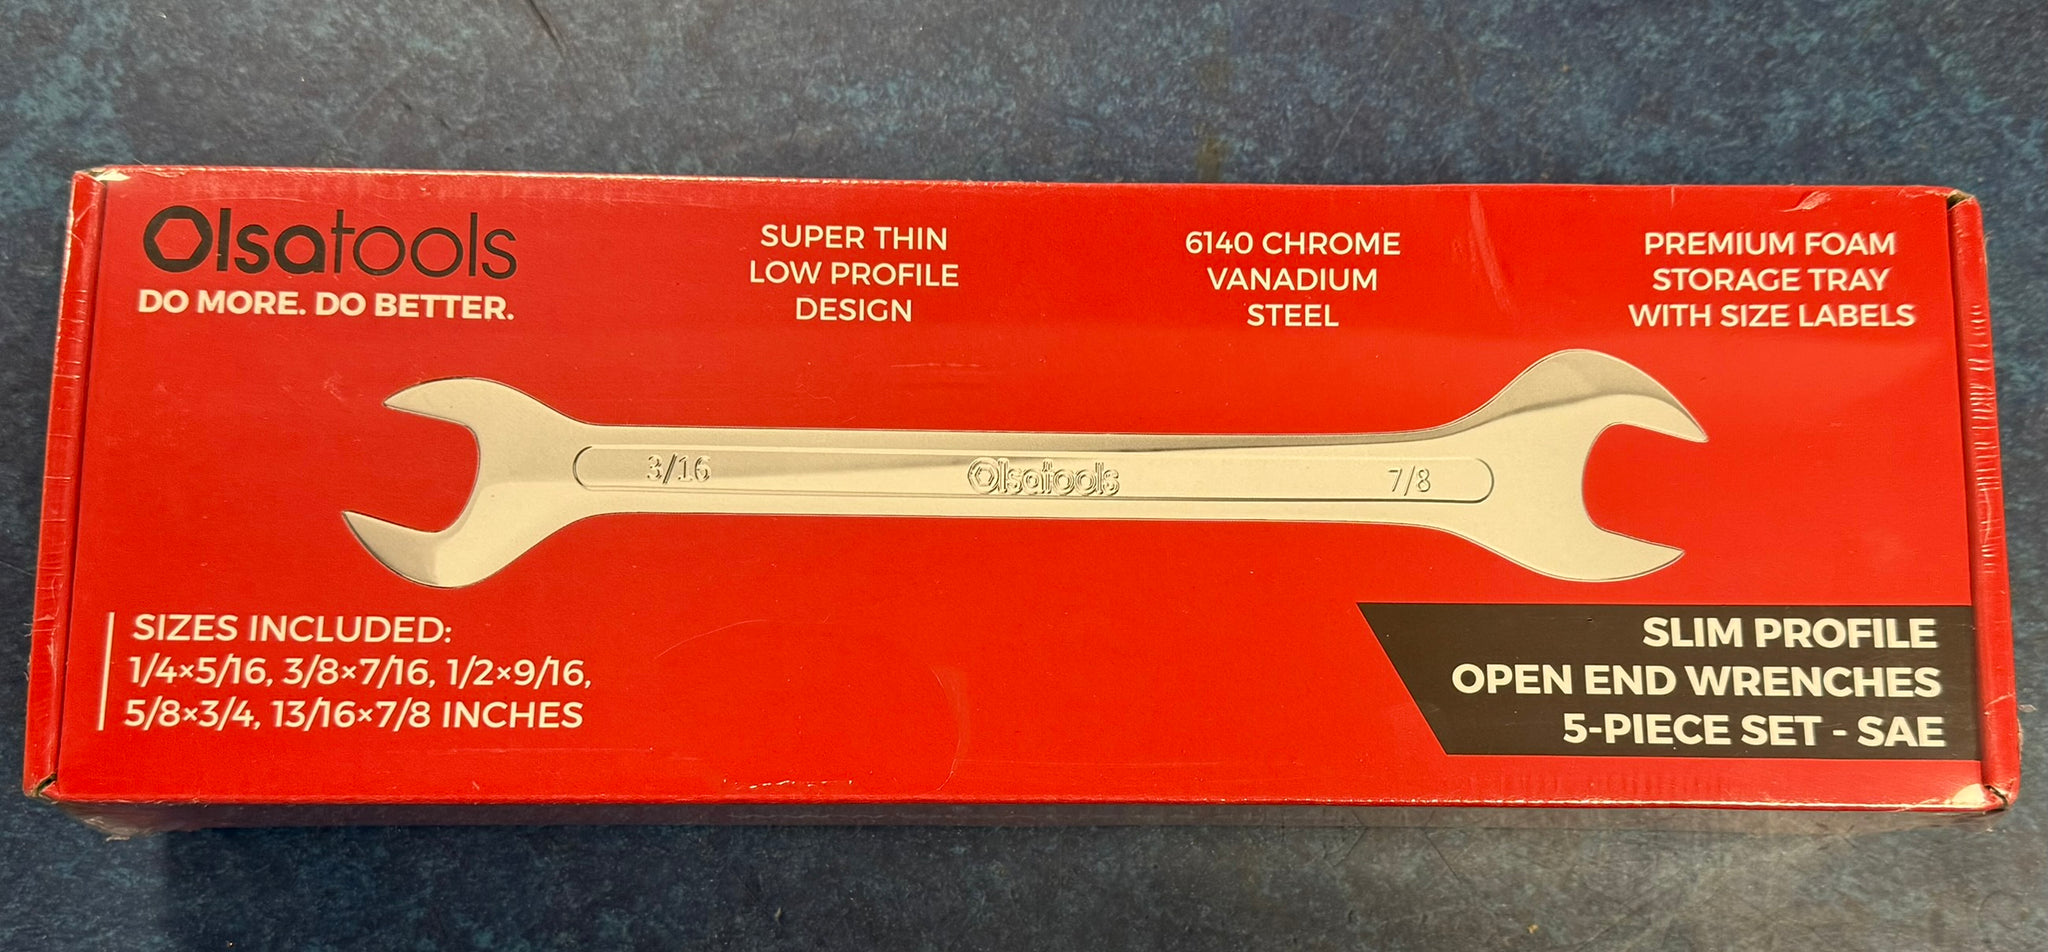 Olsatools
DO MORE. DO BETTER.
SUPER THIN
LOW PROFILE
DESIGN
6140 CHROME
VANADIUM
STEEL
PREMIUM FOAM
STORAGE TRAY
WITH SIZE LABELS
3/16
Olsatools
7/8
SIZES INCLUDED:
1/4×5/16, 3/8×7/16, 1/2×9/16,
5/8×3/4, 13/16×7/8 INCHES
SLIM PROFILE
OPEN END WRENCHES
5-PIECE SET - SAE